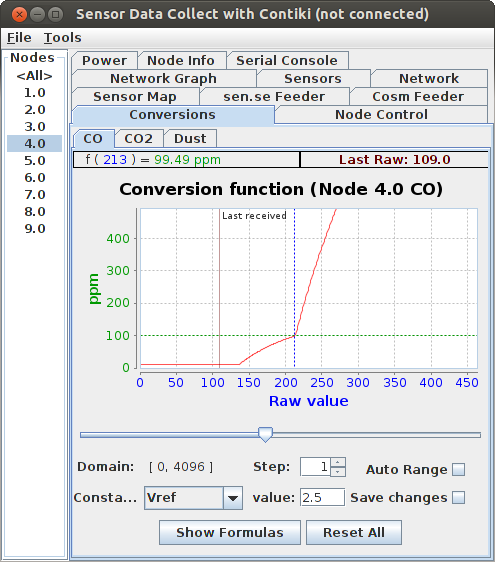 Sensor Data Collect with Contiki (not connected)
File Tools
Nodes
<All>
1.0
2.0
3.0
4.0
5.0
6.0
7.0
8.0
9.0
Power Node Info Serial Console
Network Graph Sensors Network
Sensor Map sen.se Feeder Cosm Feeder
Conversions Node Control
CO CO2 Dust
f ( 213 ) = 99.49 ppm Last Raw: 109.0
Conversion function (Node 4.0 CO)
Last received
400
300
200
100
0
ppm
0 50 100 150 200 250 300 350 400 450
Raw value
Domain: [ 0, 4096 ] Step: 1 Auto Range
Consta... Vref value: 2.5 Save changes
Show Formulas Reset All